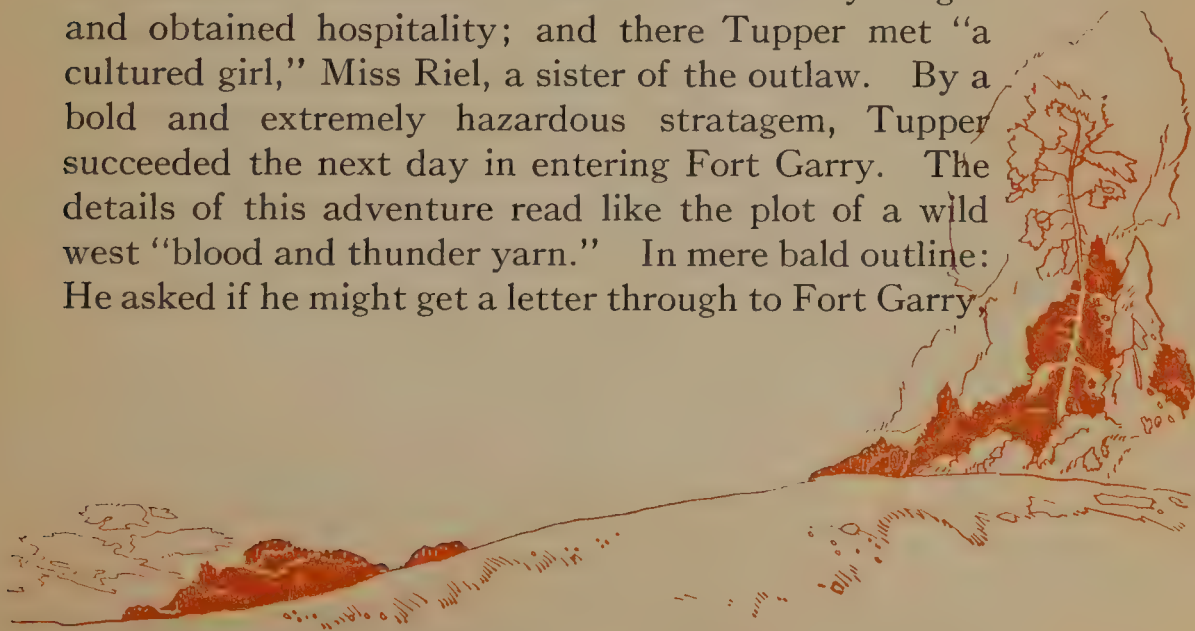 and obtained hospitality; and there Tupper met “a
cultured girl,” Miss Riel, a sister of the outlaw. By a
bold and extremely hazardous stratagem, Tupper
succeeded the next day in entering Fort Garry. The
details of this adventure read like the plot of a wild
west “blood and thunder yarn.” In mere bald outline:
He asked if he might get a letter through to Fort Garry,